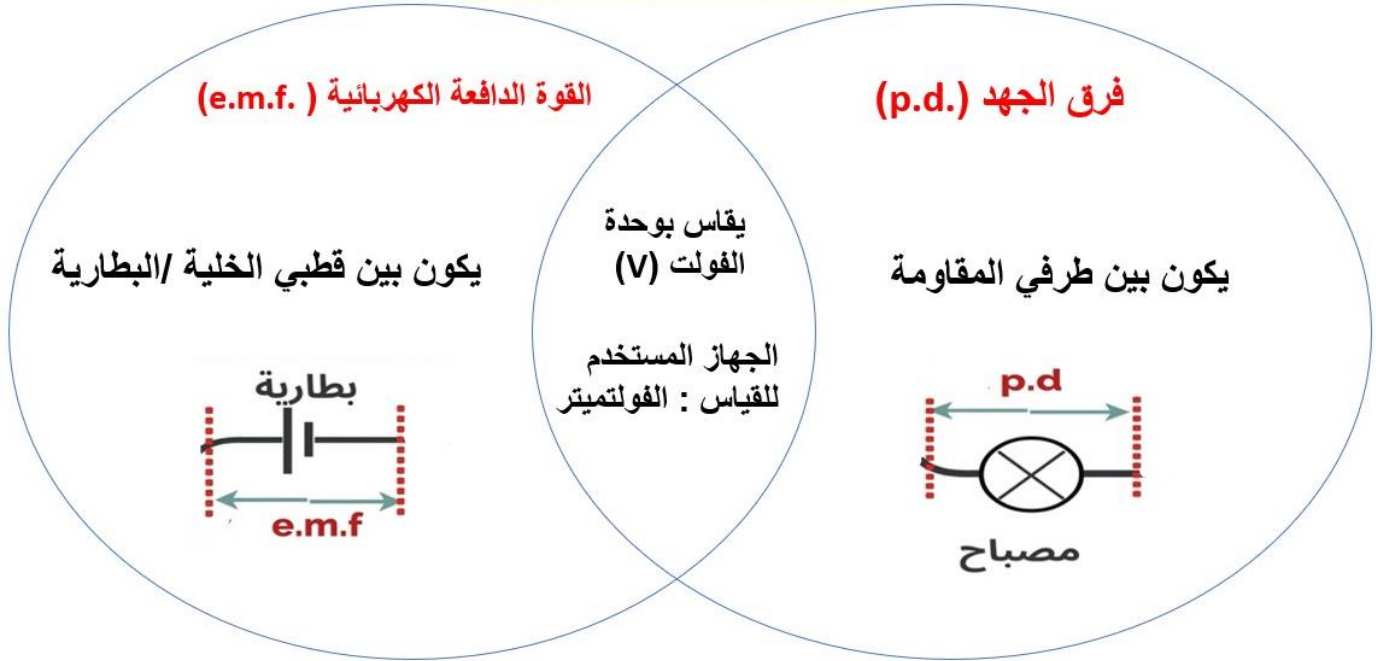 فرق الجهد (p.d.)
يكون بين طرفي المقاومة
p.d
مصباح
يقاس بوحدة
الفولت (V)
الجهاز المستخدم
للقياس : الفولتميتر
القوة الدافعة الكهربائية ( e.m.f.)
يكون بين قطبي الخلية /البطارية
بطارية
e.m.f